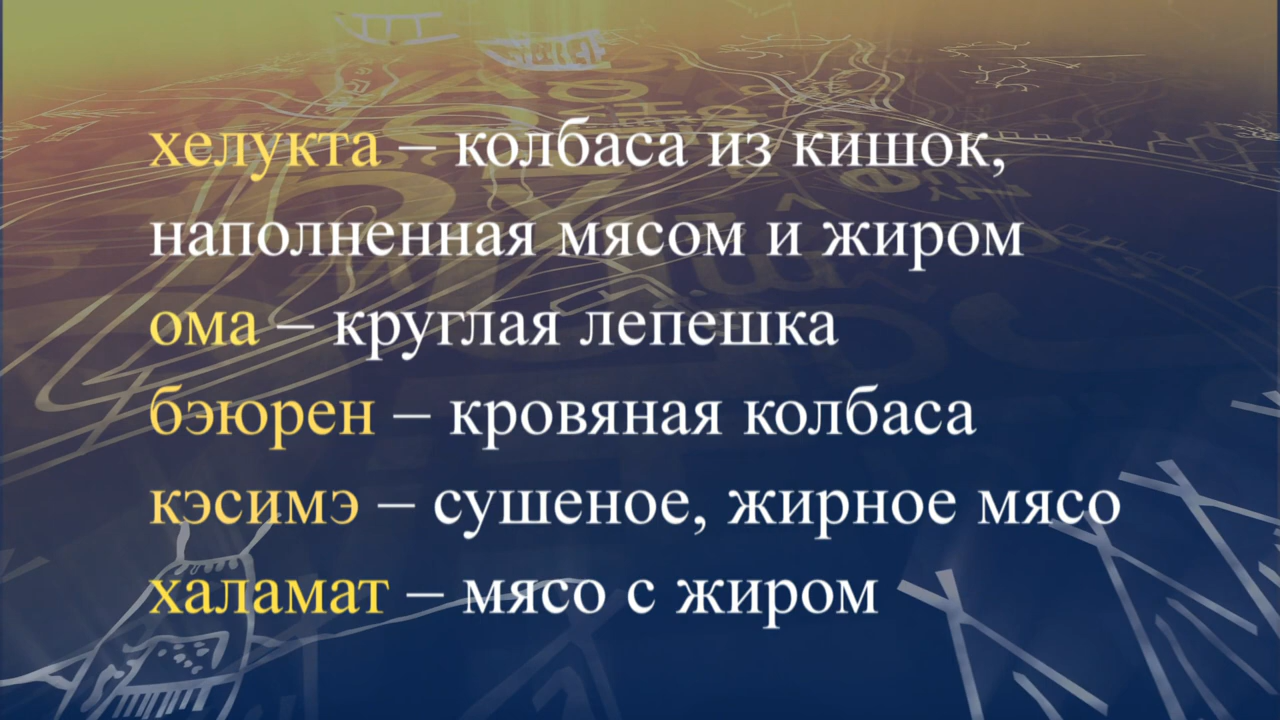 хелукта – колбаса из кишок,
наполненная мясом и жиром
ома – круглая лепешка
бэюрен – кровяная колбаса
кэсимэ – сушеное, жирное мясо
халамат – мясо с жиром